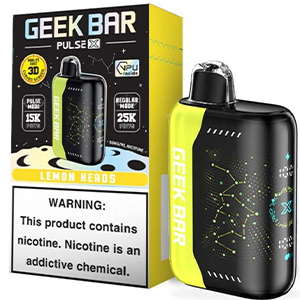 GEEK BAR
PULSE X
3D
VPU
inside
PULSE MODE
15K
PUFFS
REGULAR
MODE
25K
PUFFS
LEMON HEADS
WARNING:
This product contains
nicotine. Nicotine is an
addictive chemical.
GEEK BAR